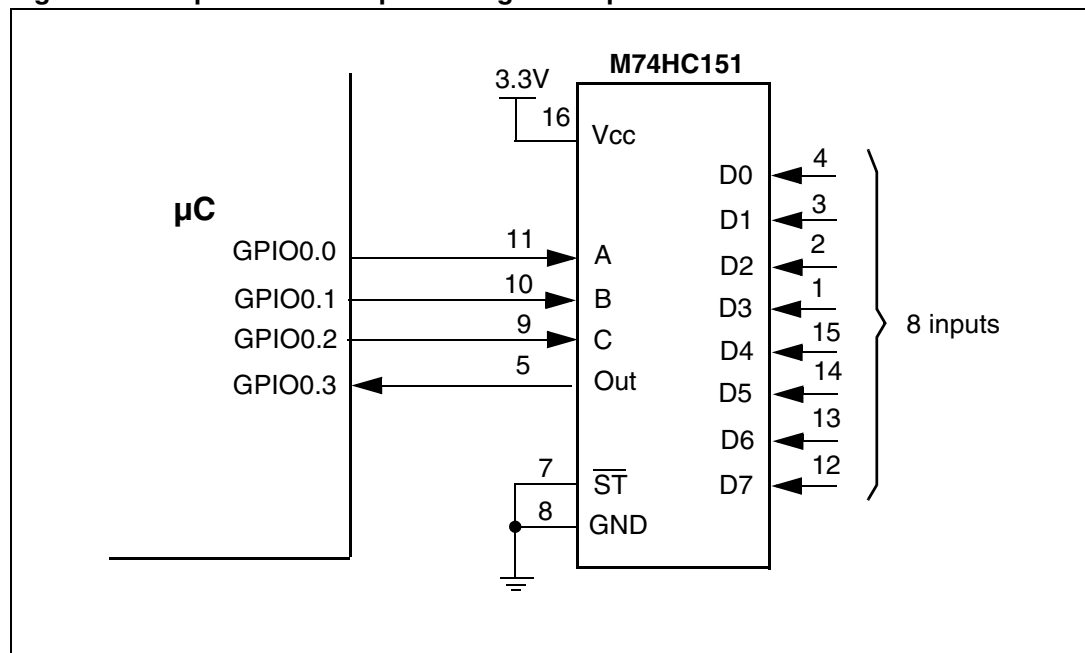 M74HC151
3.3V
16
Vcc
µC
GPIO0.0
11
A
GPIO0.1
10
B
GPIO0.2
9
C
GPIO0.3
5
Out
7
ST
8
GND
D0
4
D1
3
D2
2
D3
1
D4
15
D5
14
D6
13
D7
12
8 inputs